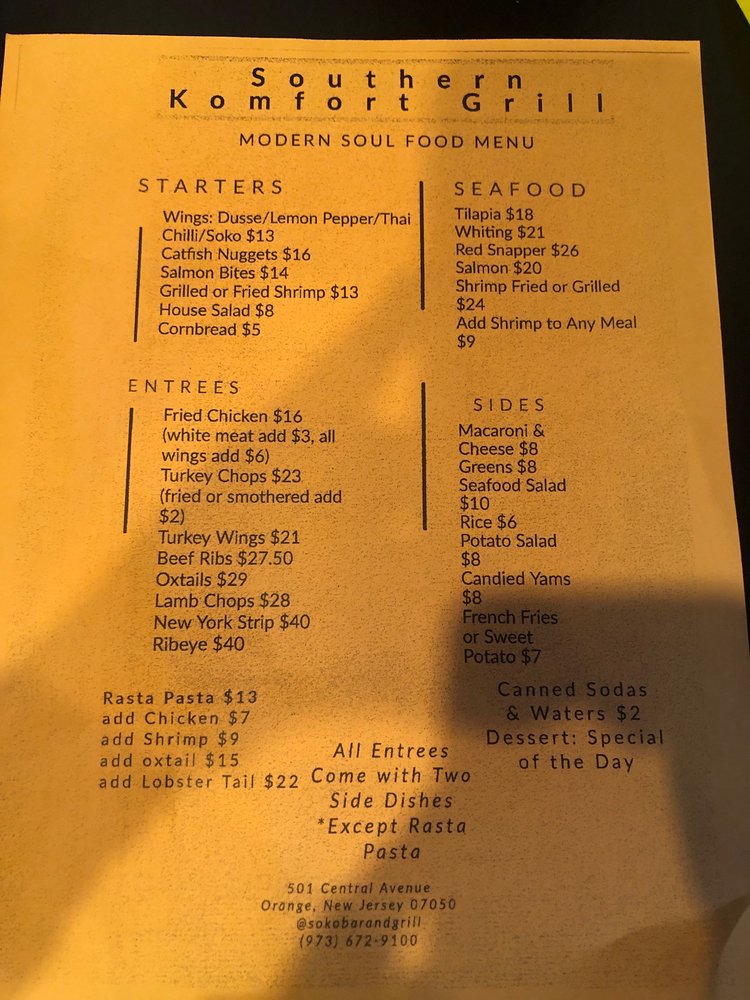 Southern
Komfort Grill
MODERN SOUL FOOD MENU
STARTERS
Wings: Dusse/Lemon Pepper/Thai
Chilli/Soko $13
Catfish Nuggets $16
Salmon Bites $14
Grilled or Fried Shrimp $13
House Salad $8
Cornbread $5
SEAFOOD
Tilapia $18
Whiting $21
Red Snapper $26
Salmon $20
Shrimp Fried or Grilled
$24
Add Shrimp to Any Meal
$9
ENTREES
Fried Chicken $16
(white meat add $3, all
wings add $6)
Turkey Chops $23
(fried or smothered add
$2)
Turkey Wings $21
Beef Ribs $27.50
Oxtails $29
Lamb Chops $28
New York Strip $40
Ribeye $40
SIDES
Macaroni &
Cheese $8
Greens $8
Seafood Salad
$10
Rice $6
Potato Salad
$8
Candied Yams
$8
French Fries
or Sweet
Potato $7
Rasta Pasta $13
add Chicken $7
add Shrimp $9
add oxtail $15
add Lobster Tail $22
Canned Sodas
& Waters $2
Dessert: Special
of the Day
All Entrees
Come with Two
Side Dishes
*Except Rasta
Pasta
501 Central Avenue
Orange, New Jersey 07050
@sokobarandgrill
(973) 672-9100